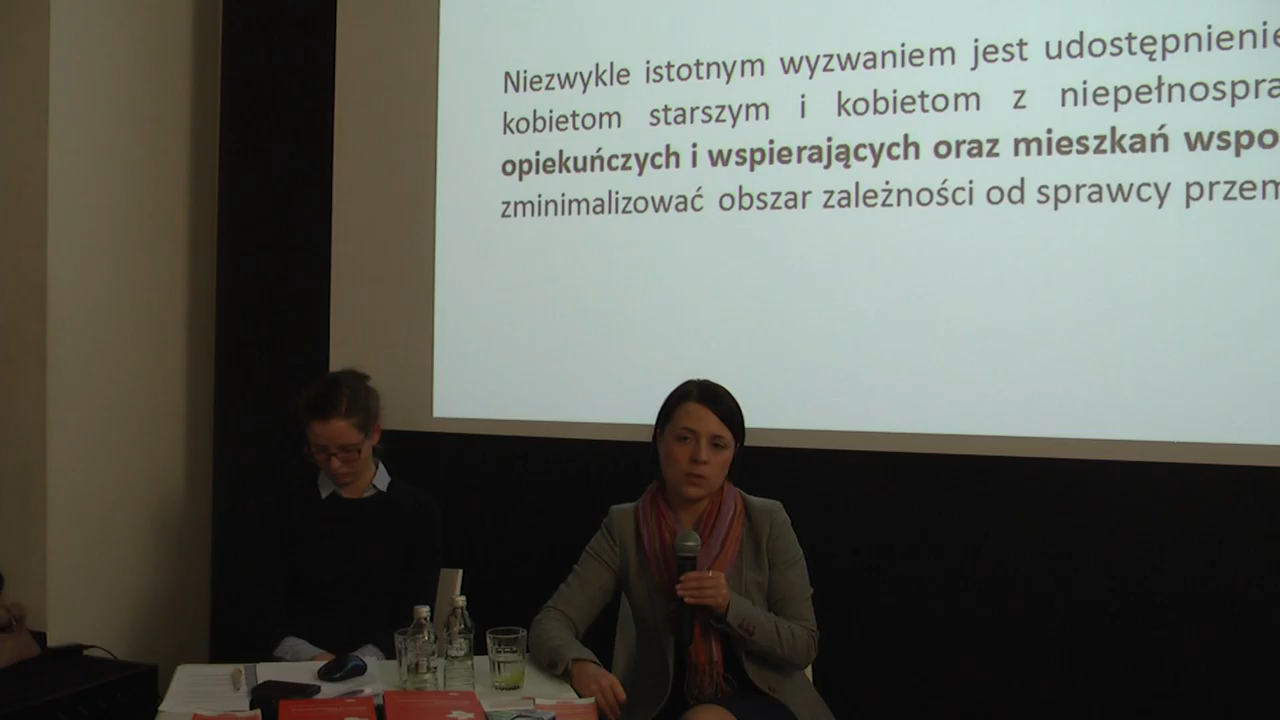 Niezwykle istotnym wyzwaniem jest udostępnienie
kobietom starszym i kobietom z niepełnospra
opiekuńczych i wspierających oraz mieszkań wspo
zminimalizować obszar zależności od sprawcy przem